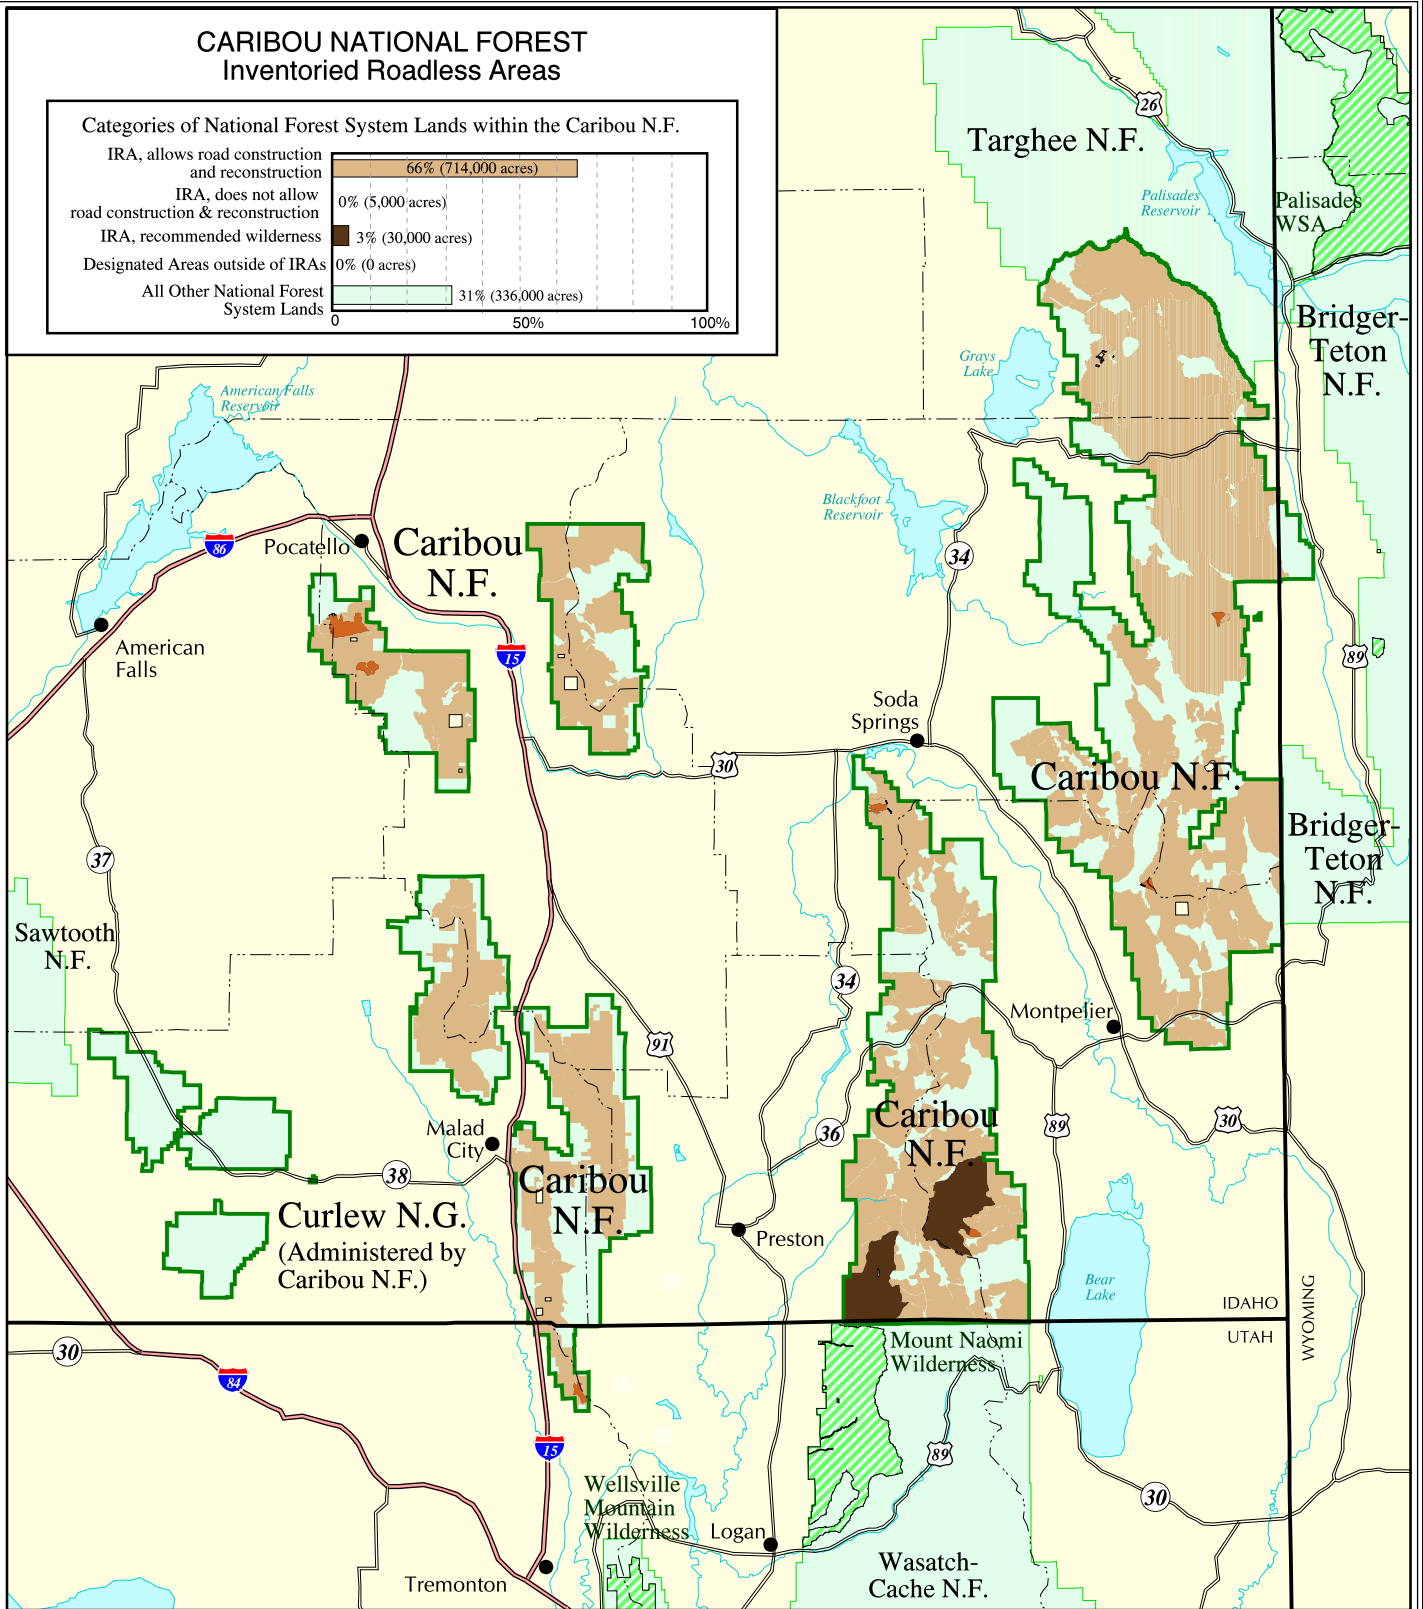 CARIBOU NATIONAL FOREST
Inventoried Roadless Areas
Categories of National Forest System Lands within the Caribou N.F.
IRA, allows road construction
and reconstruction
66% (714,000 acres)
IRA, does not allow
road construction & reconstruction
0% (5,000 acres)
IRA, recommended wilderness
3% (30,000 acres)
Designated Areas outside of IRAs
0% (0 acres)
All Other National Forest
System Lands
31% (336,000 acres)
0 50% 100%
26
Targhee N.F.
Palisades
Reservoir
Palisades
WSA
Bridger-
Teton
N.F.
Grays
Lake
American Falls
Reservoir
Blackfoot
Reservoir
86
Pocatello
Caribou
N.F.
34
American
Falls
15
89
Soda
Springs
30
Caribou N.F.
Bridger-
Teton
N.F.
37
Sawtooth
N.F.
34
Montpelier
91
Malad
City
36
Caribou
N.F.
89
30
38
Caribou
N.F.
Curlew N.G.
(Administered by
Caribou N.F.)
Preston
Bear
Lake
IDAHO
UTAH
WYOMING
30
Mount Naomi
Wilderness
84
15
89
Wellsville
Mountain
Wilderness
30
Logan
Wasatch-
Cache N.F.
Tremonton